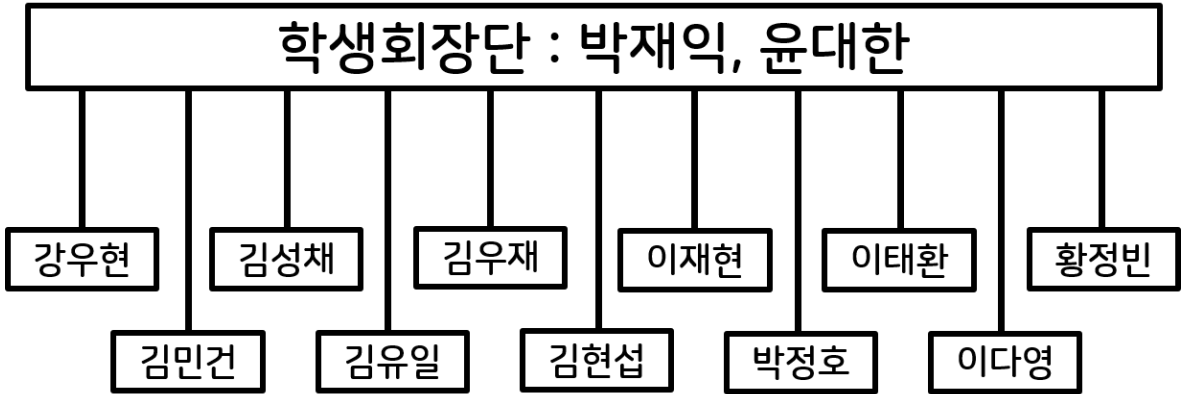 학생회장단 : 박재익, 윤대한
강우현
김성채
김우재
이재현
이태환
황정빈
김민건
김유일
김현섭
박정호
이다영